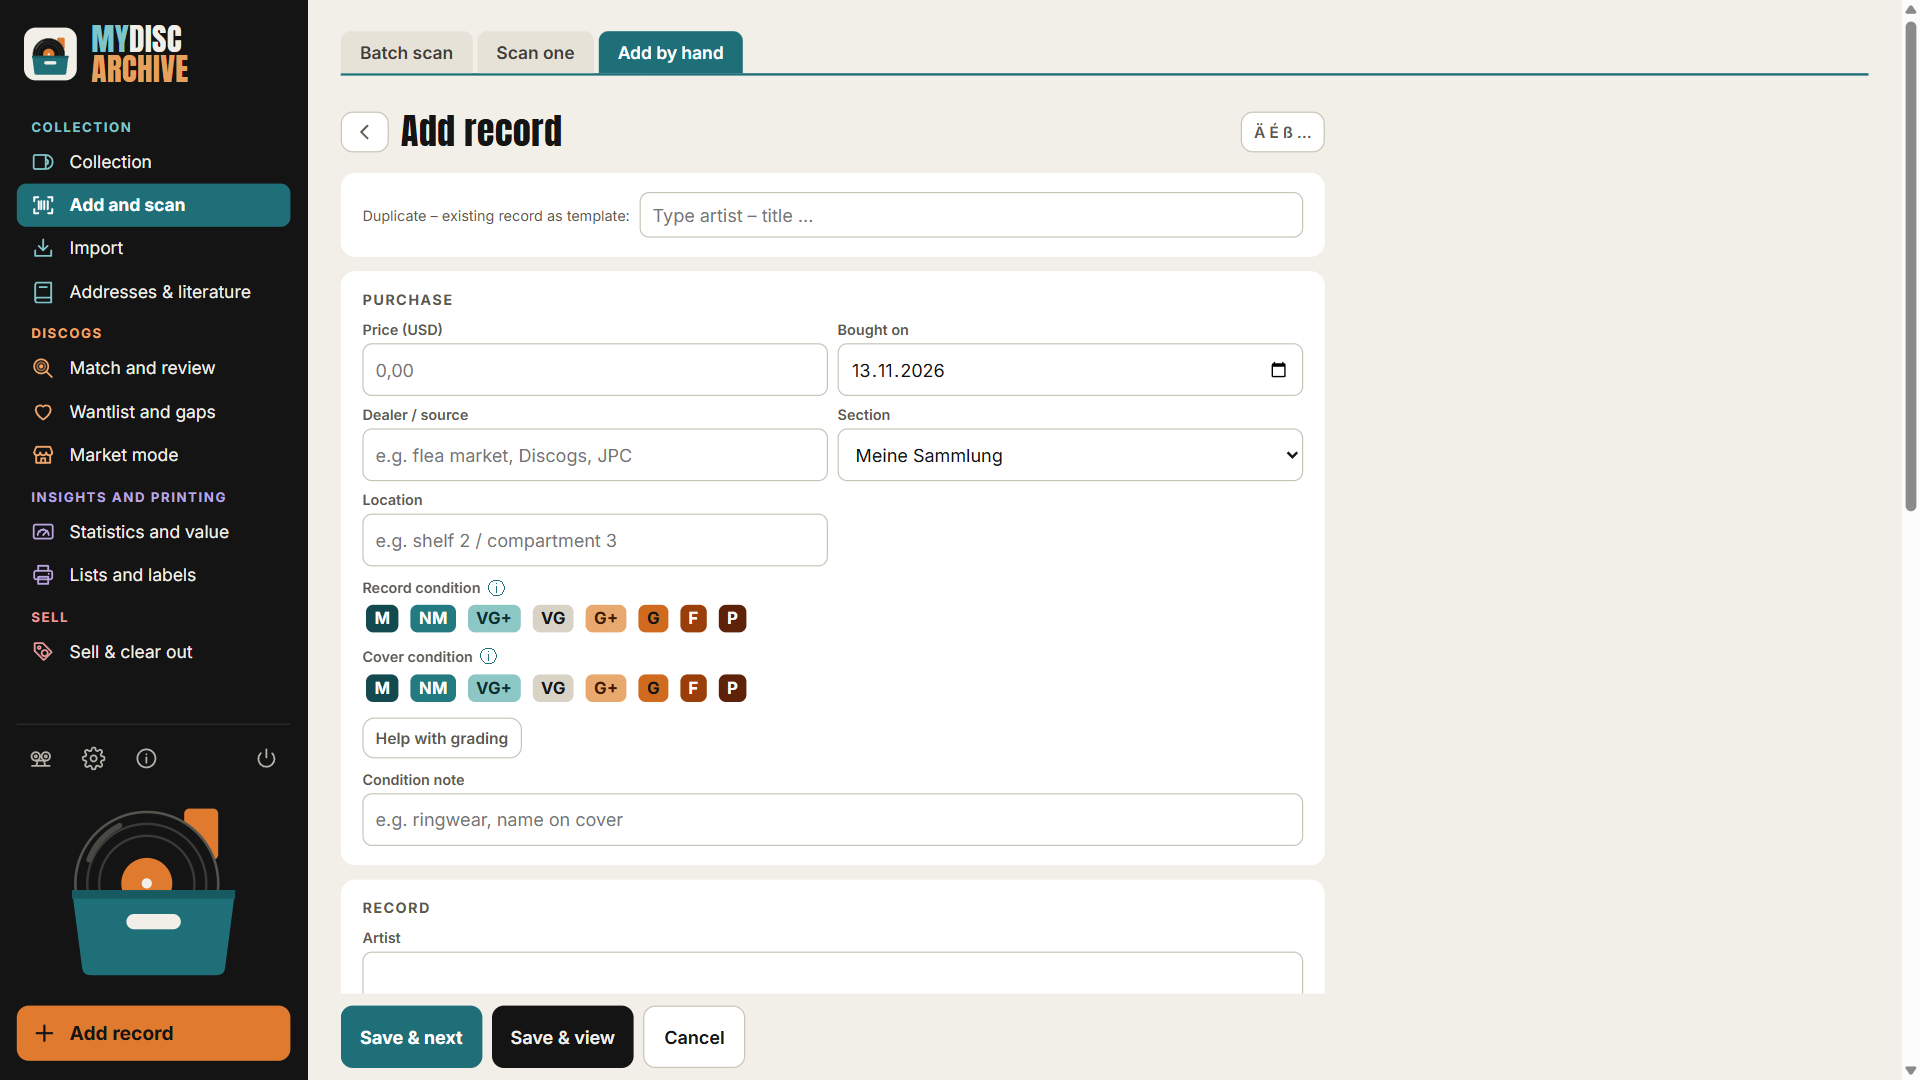 MYDISC
ARCHIVE
COLLECTION
Collection
Add and scan
Import
Addresses & literature
DISCOGS
Match and review
Wantlist and gaps
Market mode
INSIGHTS AND PRINTING
Statistics and value
Lists and labels
SELL
Sell & clear out
Add record
Batch scan
Scan one
Add by hand
Add record
Ä É ß ...
Duplicate – existing record as template:
Type artist – title ...
PURCHASE
Price (USD)
Bought on
0,00
13.11.2026
Dealer / source
Section
e.g. flea market, Discogs, JPC
Meine Sammlung
Location
e.g. shelf 2 / compartment 3
Record condition
M NM VG+ VG G+ G F P
Cover condition
M NM VG+ VG G+ G F P
Help with grading
Condition note
e.g. ringwear, name on cover
RECORD
Artist
Save & next
Save & view
Cancel